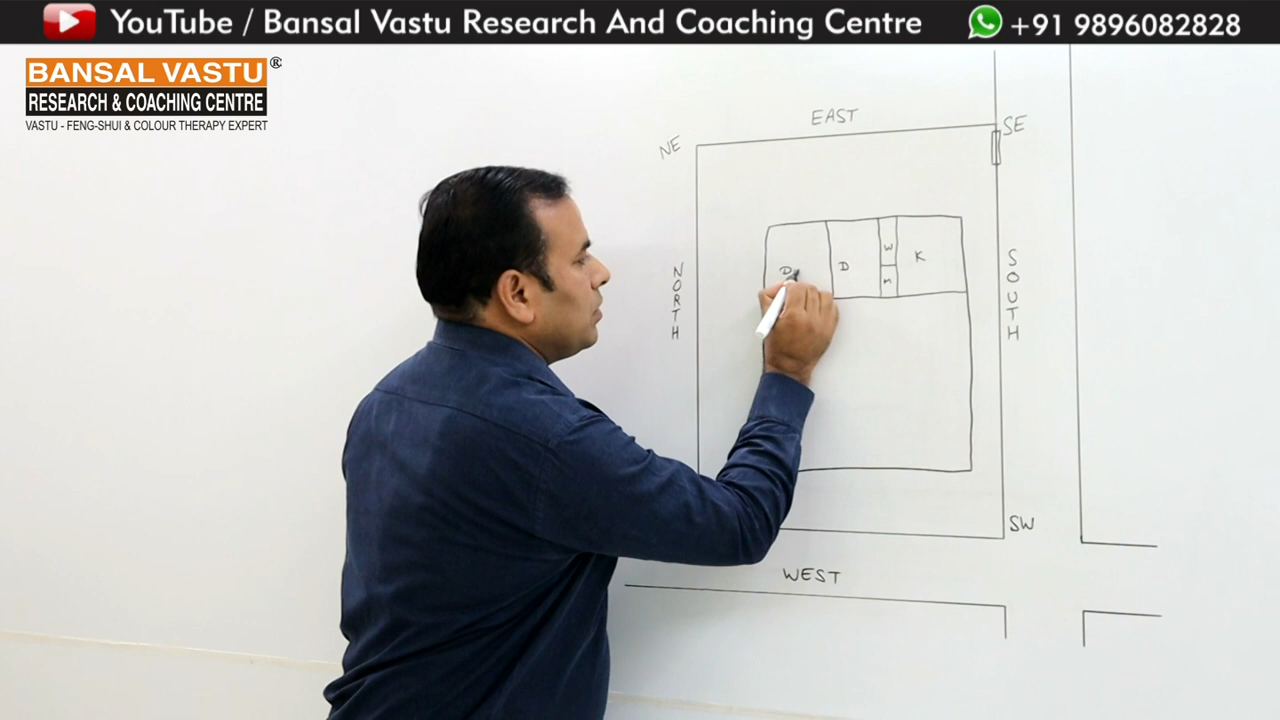 YouTube / Bansal Vastu Research And Coaching Centre
+91 9896082828
BANSAL VASTU ®
RESEARCH & COACHING CENTRE
VASTU - FENG-SHUI & COLOUR THERAPY EXPERT
EAST
NE
SE
NORTH
SOUTH
D
D
W
M
K
SW
WEST